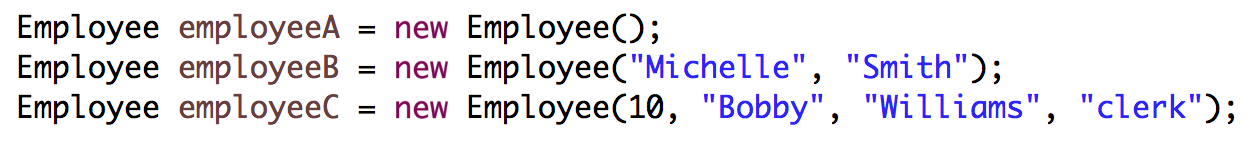 Employee employeeA = new Employee();
Employee employeeB = new Employee("Michelle", "Smith");
Employee employeeC = new Employee(10, "Bobby", "Williams", "clerk");